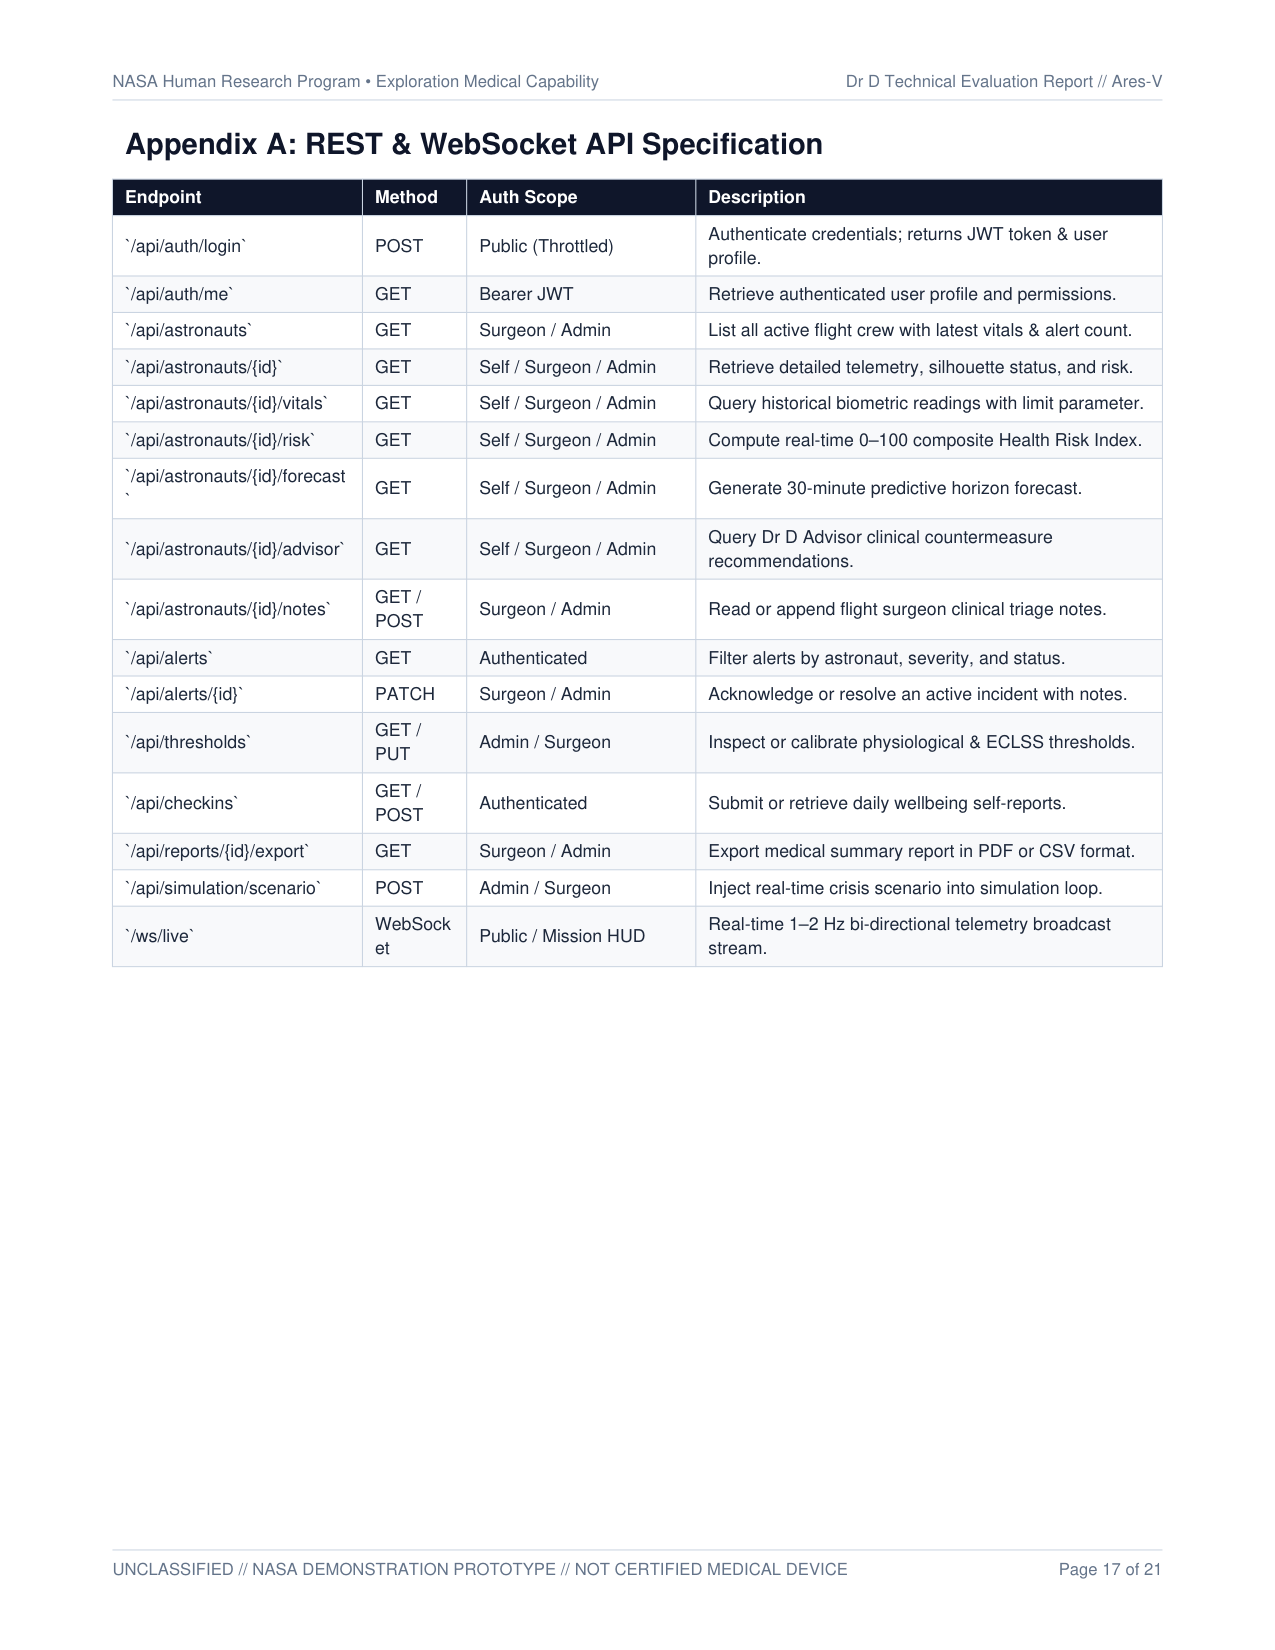 NASA Human Research Program • Exploration Medical Capability
Dr D Technical Evaluation Report // Ares-V
Appendix A: REST & WebSocket API Specification
Endpoint Method Auth Scope Description
`/api/auth/login` POST Public (Throttled) Authenticate credentials; returns JWT token & user
profile.
`/api/auth/me` GET Bearer JWT Retrieve authenticated user profile and permissions.
`/api/astronauts` GET Surgeon / Admin List all active flight crew with latest vitals & alert count.
`/api/astronauts/{id}` GET Self / Surgeon / Admin Retrieve detailed telemetry, silhouette status, and risk.
`/api/astronauts/{id}/vitals` GET Self / Surgeon / Admin Query historical biometric readings with limit parameter.
`/api/astronauts/{id}/risk` GET Self / Surgeon / Admin Compute real-time 0–100 composite Health Risk Index.
`/api/astronauts/{id}/forecast
` GET Self / Surgeon / Admin Generate 30-minute predictive horizon forecast.
`/api/astronauts/{id}/advisor` GET Self / Surgeon / Admin Query Dr D Advisor clinical countermeasure
recommendations.
`/api/astronauts/{id}/notes` GET /
POST Surgeon / Admin Read or append flight surgeon clinical triage notes.
`/api/alerts` GET Authenticated Filter alerts by astronaut, severity, and status.
`/api/alerts/{id}` PATCH Surgeon / Admin Acknowledge or resolve an active incident with notes.
`/api/thresholds` GET /
PUT Admin / Surgeon Inspect or calibrate physiological & ECLSS thresholds.
`/api/checkins` GET /
POST Authenticated Submit or retrieve daily wellbeing self-reports.
`/api/reports/{id}/export` GET Surgeon / Admin Export medical summary report in PDF or CSV format.
`/api/simulation/scenario` POST Admin / Surgeon Inject real-time crisis scenario into simulation loop.
`/ws/live` WebSock
et Public / Mission HUD Real-time 1–2 Hz bi-directional telemetry broadcast
stream.
UNCLASSIFIED // NASA DEMONSTRATION PROTOTYPE // NOT CERTIFIED MEDICAL DEVICE
Page 17 of 21